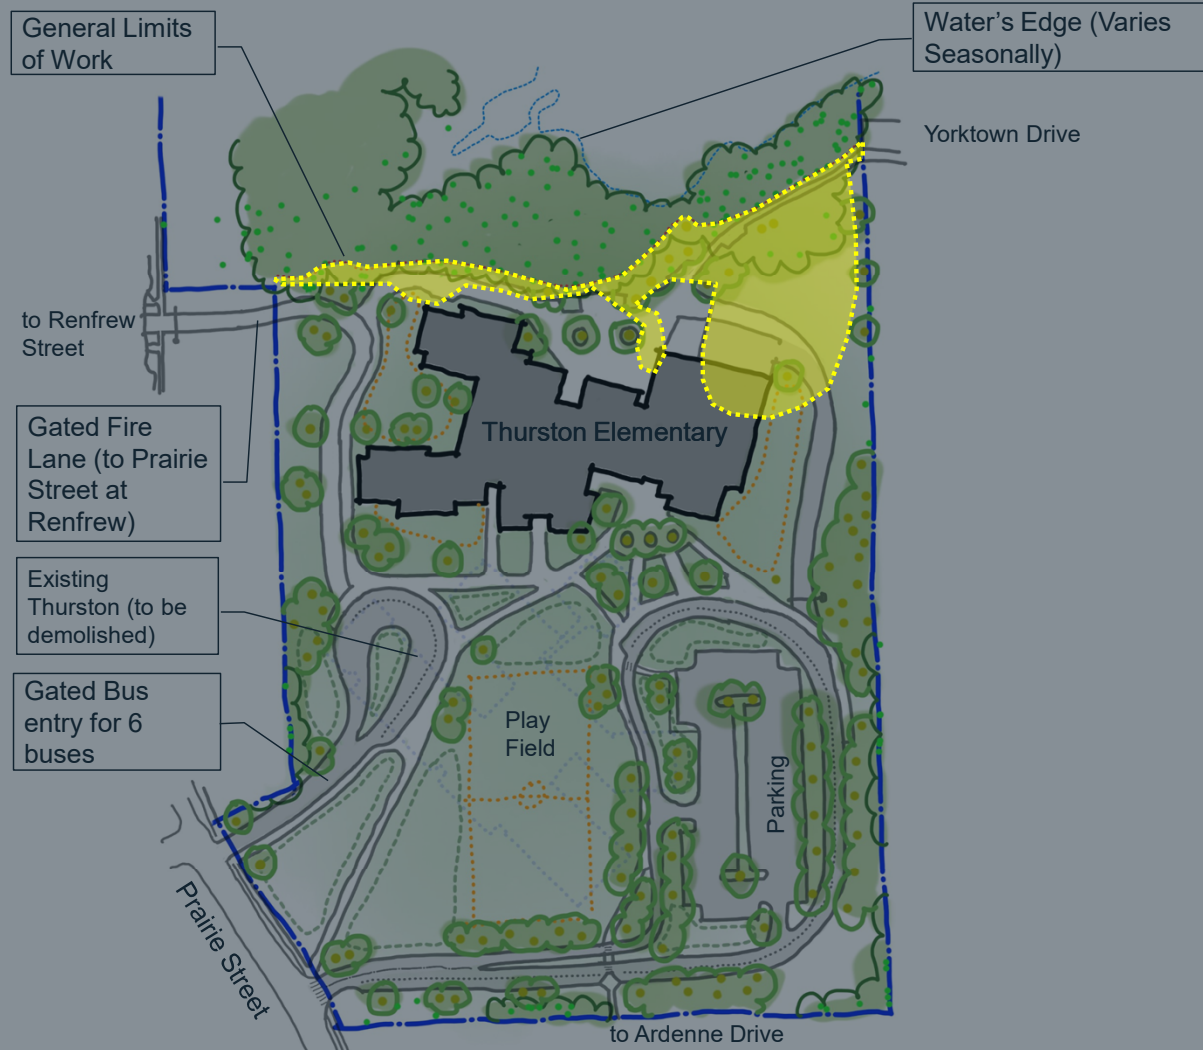 General Limits
of Work
Water’s Edge (Varies
Seasonally)
Yorktown Drive
to Renfrew
Street
Gated Fire
Lane (to Prairie
Street at
Renfrew)
Thurston Elementary
Existing
Thurston (to be
demolished)
Gated Bus
entry for 6
buses
Play
Field
Parking
Prairie Street
to Ardenne Drive